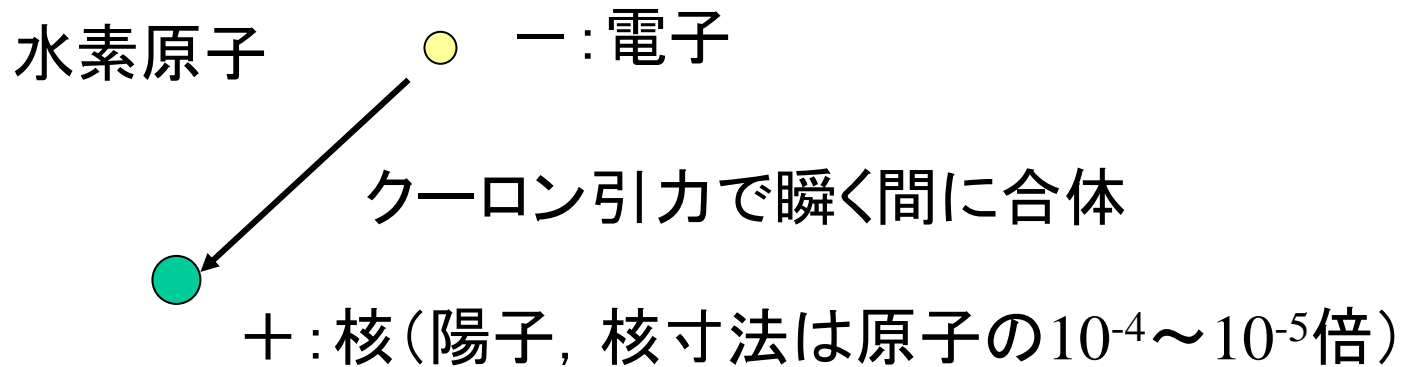 水素原子
－:電子
クーロン引力で瞬く間に合体
＋:核(陽子, 核寸法は原子の10-4～10-5倍)